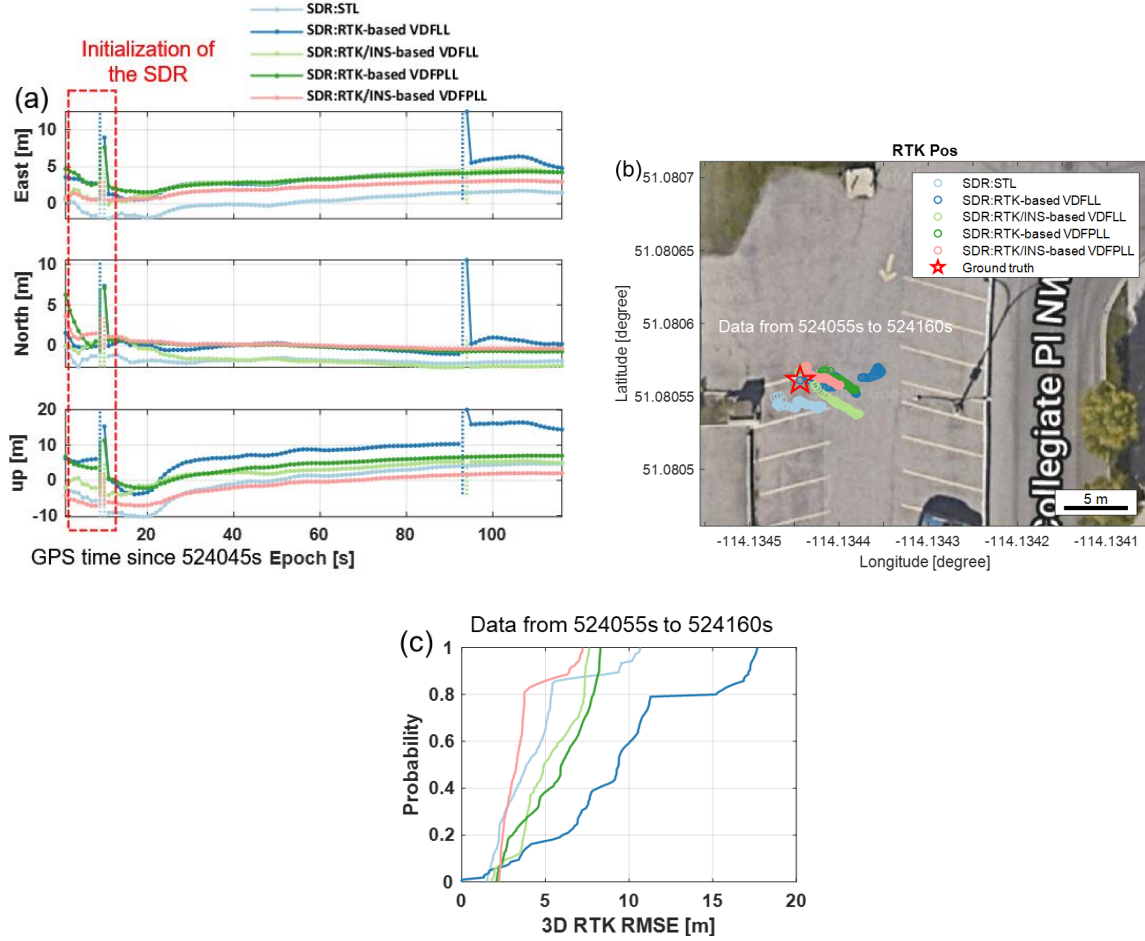 SDR:STL
SDR:RTK-based VDFLL
SDR:RTK/INS-based VDFLL
SDR:RTK-based VDFPLL
SDR:RTK/INS-based VDFPLL
Initialization of
the SDR
(a)
East [m]
10
5
0
North [m]
10
5
0
up [m]
20
10
0
-10
20
40
60
80
100
GPS time since 524045s Epoch [s]
(b)
RTK Pos
SDR:STL
SDR:RTK-based VDFLL
SDR:RTK/INS-based VDFLL
SDR:RTK-based VDFPLL
SDR:RTK/INS-based VDFPLL
Ground truth
Data from 524055s to 524160s
Collegiate Pl NW
5 m
Latitude [degree]
51.0807
51.08065
51.0806
51.08055
51.0805
-114.1345
-114.1344
-114.1343
-114.1342
-114.1341
Longitude [degree]
(c)
Data from 524055s to 524160s
Probability
1
0.8
0.6
0.4
0.2
0
0
5
10
15
20
3D RTK RMSE [m]